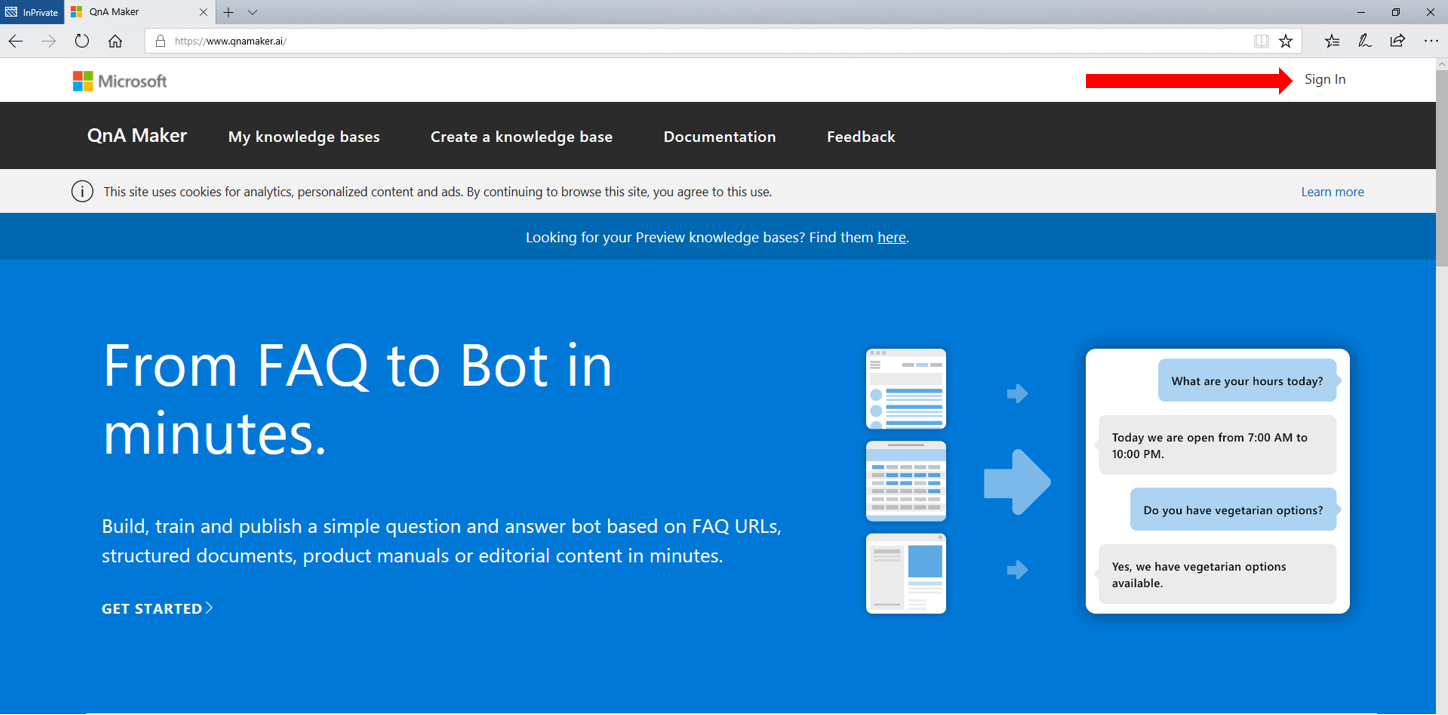 InPrivate
QnA Maker
https://www.qnamaker.ai/
Microsoft
Sign In
QnA Maker
My knowledge bases
Create a knowledge base
Documentation
Feedback
This site uses cookies for analytics, personalized content and ads. By continuing to browse this site, you agree to this use.
Learn more
Looking for your Preview knowledge bases? Find them here.
From FAQ to Bot in
minutes.
Build, train and publish a simple question and answer bot based on FAQ URLs,
structured documents, product manuals or editorial content in minutes.
GET STARTED
What are your hours today?
Today we are open from 7:00 AM to
10:00 PM.
Do you have vegetarian options?
Yes, we have vegetarian options
available.